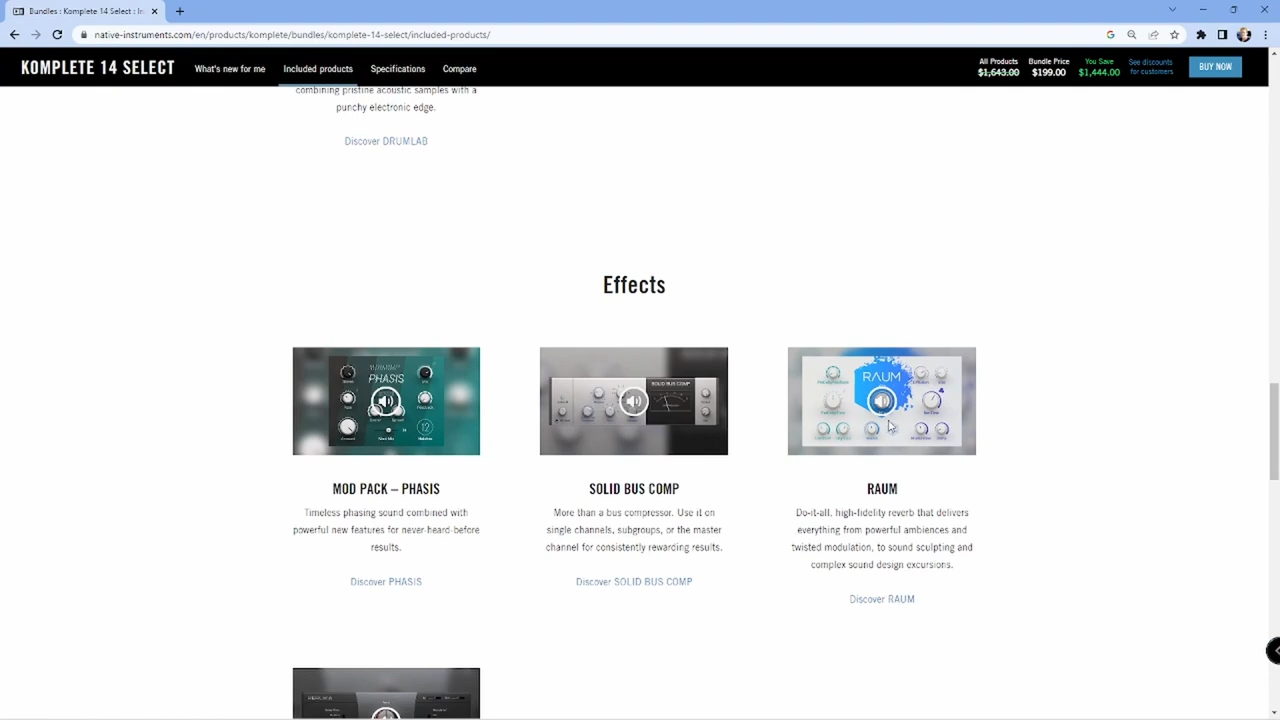 Bundles : Komplete 14 Select : In
native-instruments.com/en/products/komplete/bundles/komplete-14-select/included-products/
KOMPLETE 14 SELECT
What's new for me
Included products
Specifications
Compare
All Products
$1,643.00
Bundle Price
$199.00
You Save
$1,444.00
See discounts
for customers
BUY NOW
combining pristine acoustic samples with a
punchy electronic edge.
Discover DRUMLAB
Effects
PHASIS
SOLID BUS COMP
RAUM
MOD PACK – PHASIS
Timeless phasing sound combined with
powerful new features for never-heard-before
results.
Discover PHASIS
SOLID BUS COMP
More than a bus compressor. Use it on
single channels, subgroups, or the master
channel for consistently rewarding results.
Discover SOLID BUS COMP
RAUM
Do-it-all, high-fidelity reverb that delivers
everything from powerful ambiences and
twisted modulation, to sound sculpting and
complex sound design excursions.
Discover RAUM
REPLIKA